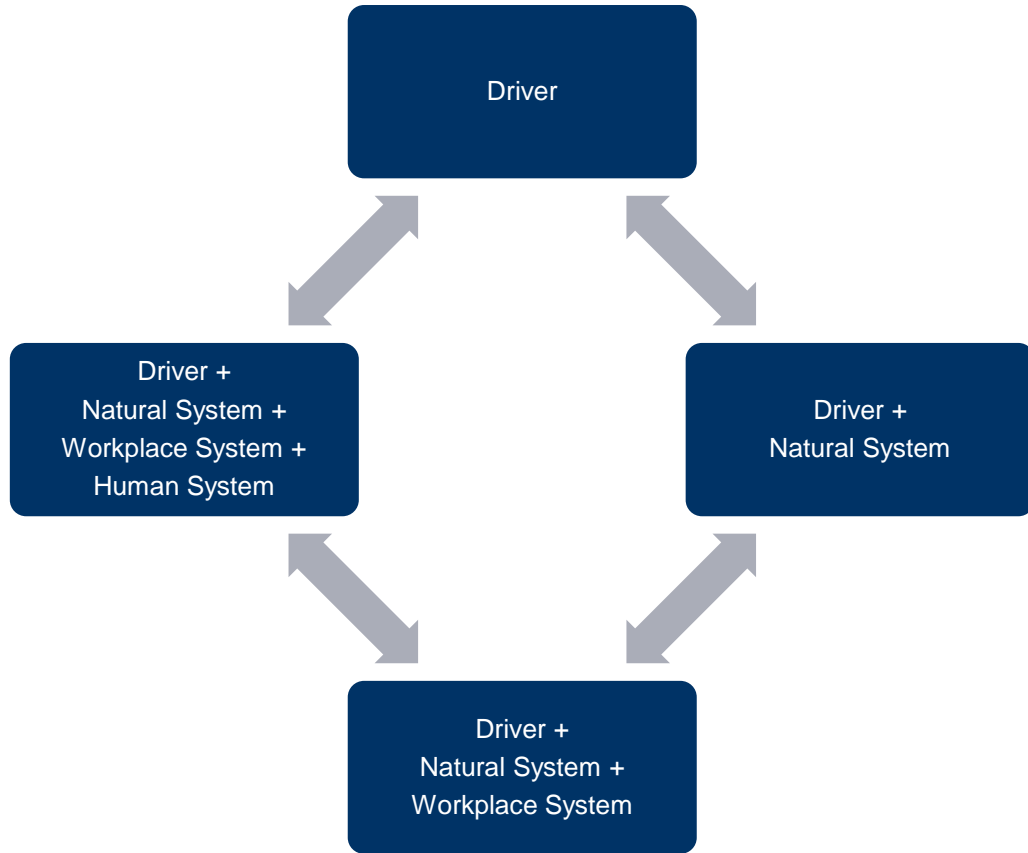 Driver
Driver +
Natural System +
Workplace System +
Human System
Driver +
Natural System
Driver +
Natural System +
Workplace System